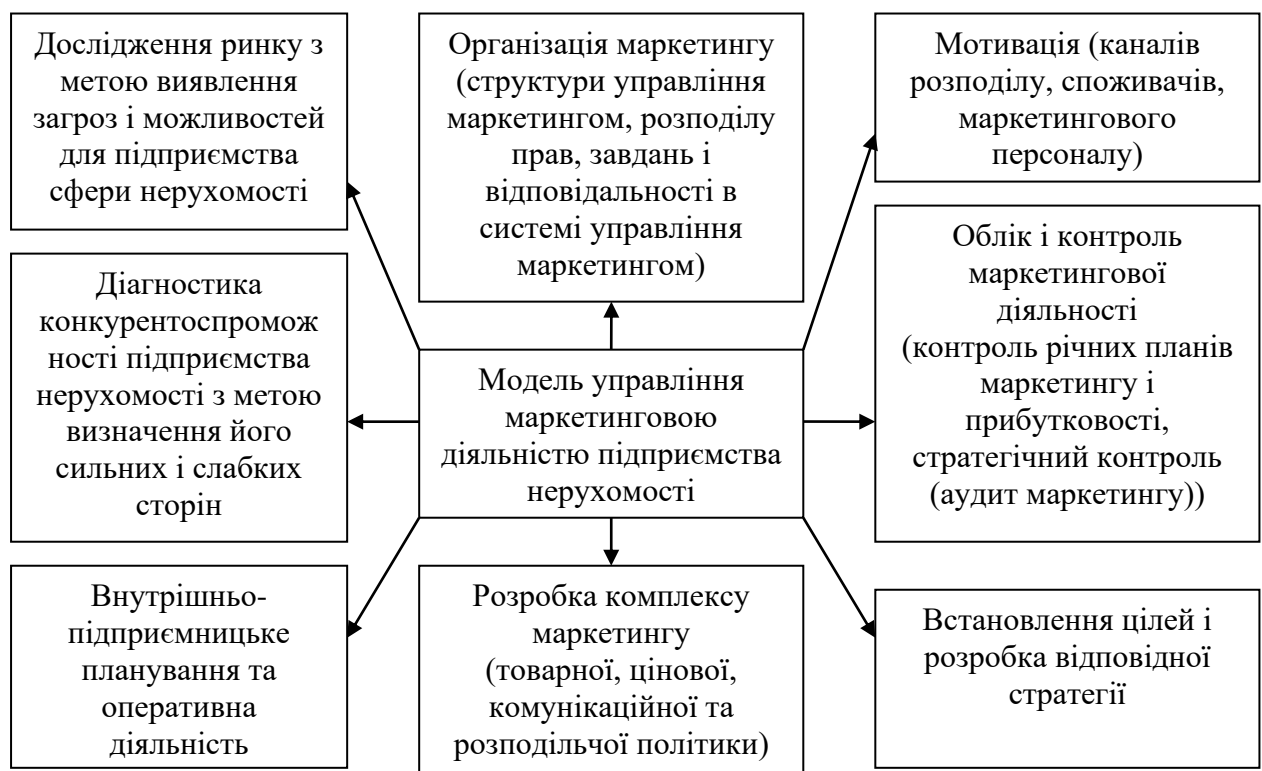 Дослідження ринку з
метою виявлення
загроз і можливостей
для підприємства
сфери нерухомості
Організація маркетингу
(структури управління
маркетингом, розподілу
прав, завдань і
відповідальності в
системі управління
маркетингом)
Мотивація (каналів
розподілу, споживачів,
маркетингового
персоналу)
Діагностика
конкурентоспромож
ності підприємства
нерухомості з метою
визначення його
сильних і слабких
сторін
Модель управління
маркетинговою
діяльністю підприємства
нерухомості
Облік і контроль
маркетингової
діяльності
(контроль річних планів
маркетингу і
прибутковості,
стратегічний контроль
(аудит маркетингу))
Внутрішньо-
підприємницьке
планування та
оперативна
діяльність
Розробка комплексу
маркетингу
(товарної, цінової,
комунікаційної та
розподільчої політики)
Встановлення цілей і
розробка відповідної
стратегії